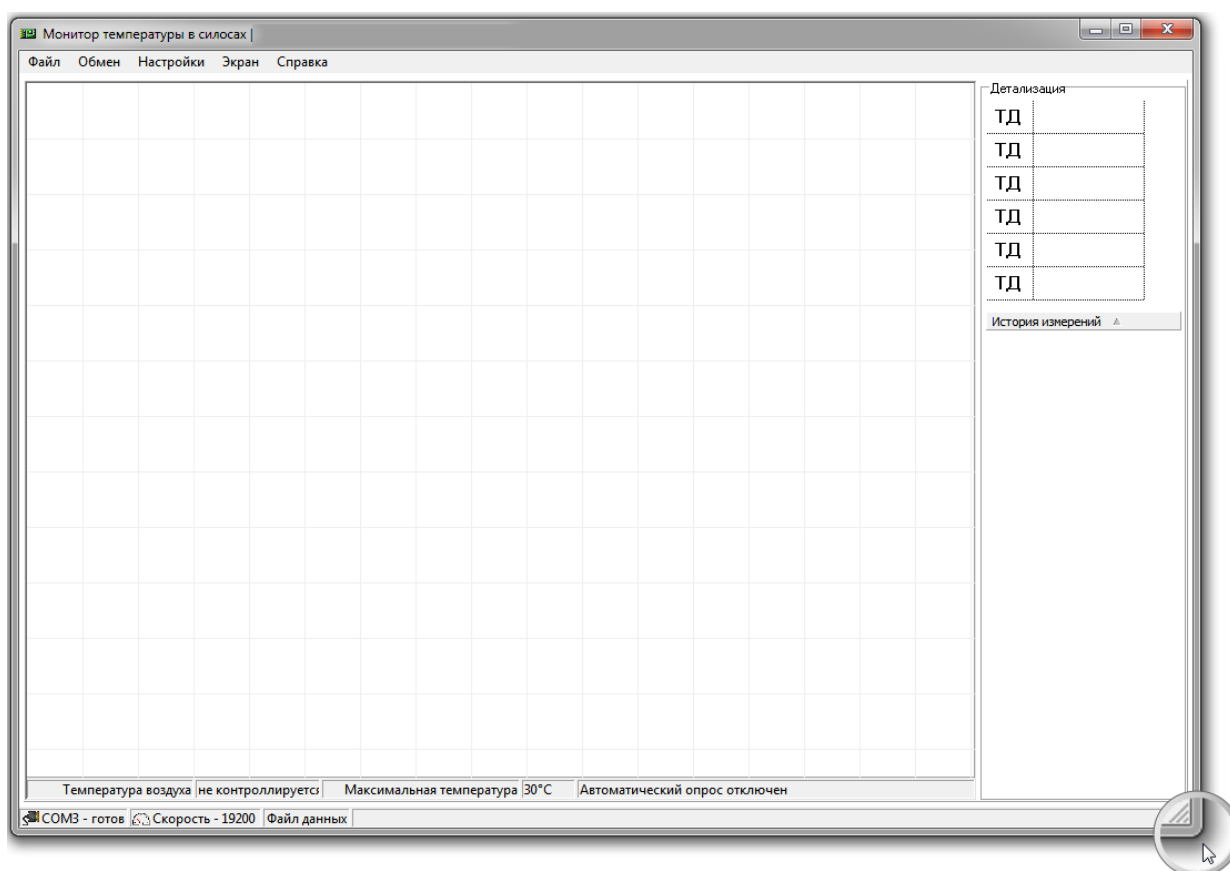 Монитор температуры в силосах |
Файл Обмен Настройки Экран Справка
Детализация
ТД
ТД
ТД
ТД
ТД
ТД
История измерений
Температура воздуха не контроллируется Максимальная температура 30°C Автоматический опрос отключен
COM3 - готов Скорость - 19200 Файл данных